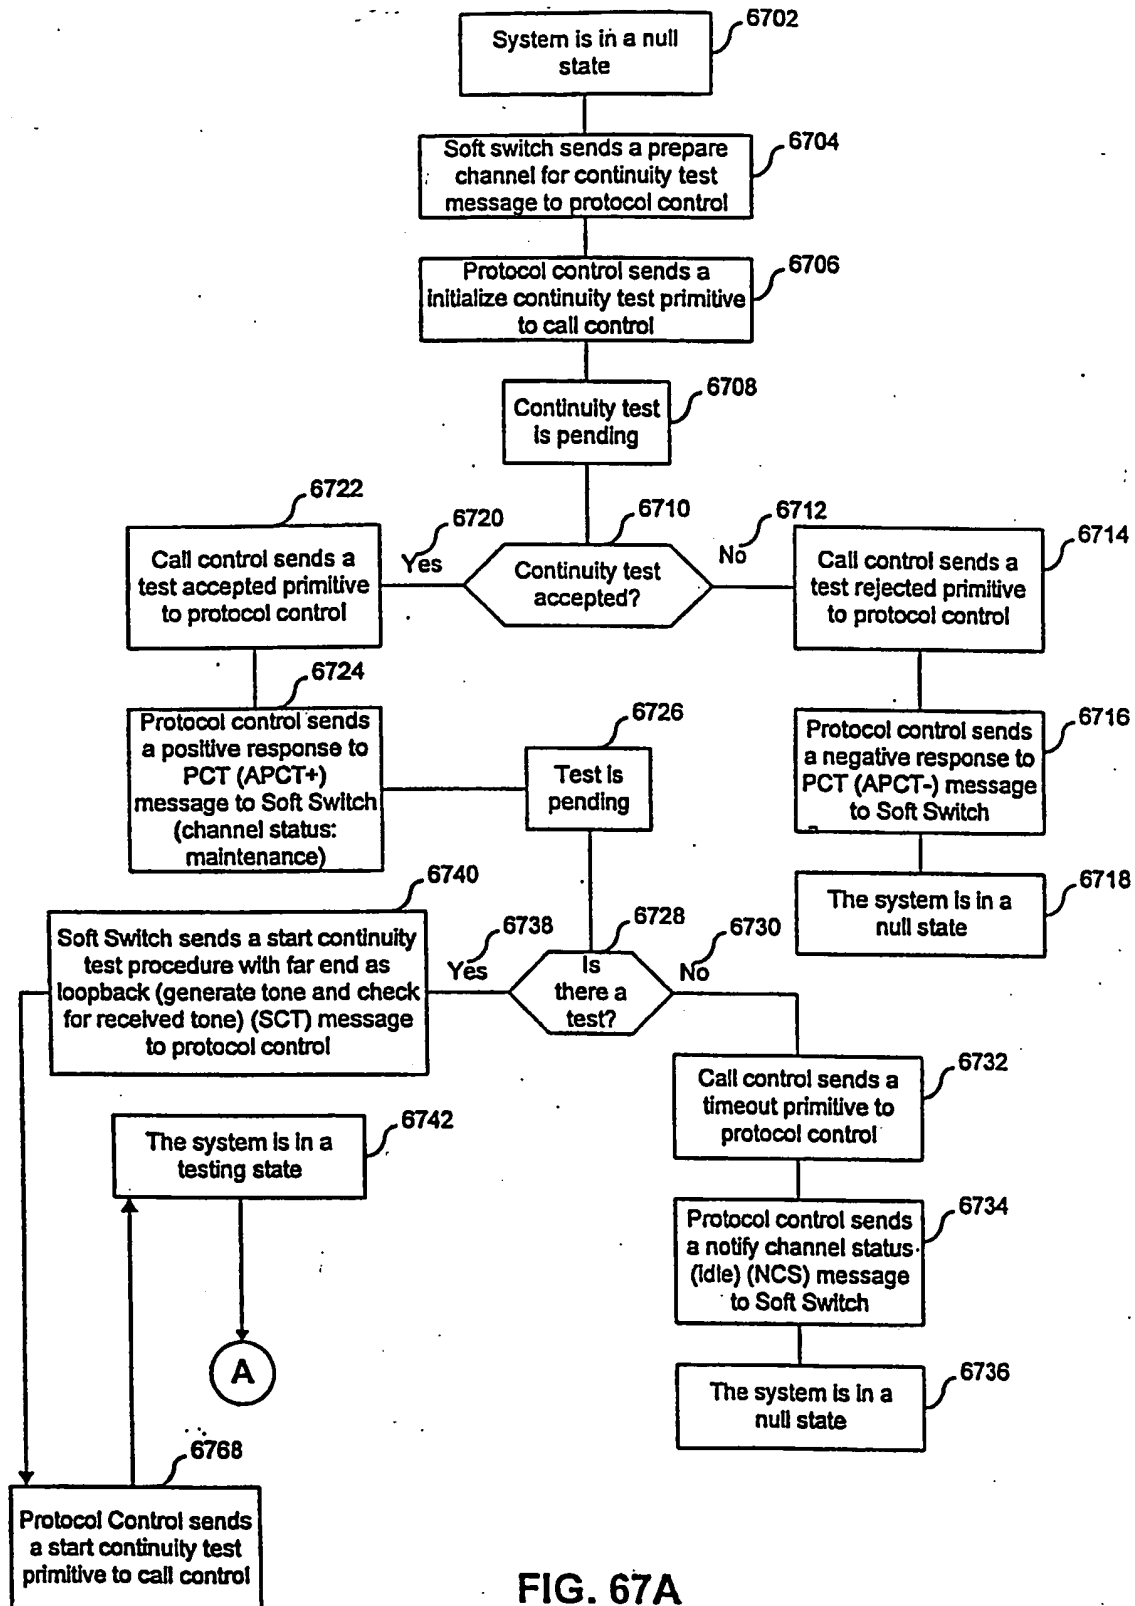 6702
System is in a null
state
6704
Soft switch sends a prepare
channel for continuity test
message to protocol control
6706
Protocol control sends a
initialize continuity test primitive
to call control
6708
Continuity test
is pending
6722
6720
6710
6712
6714
Call control sends a
test accepted primitive
to protocol control
Yes
Continuity test
accepted?
No
Call control sends a
test rejected primitive
to protocol control
6724
Protocol control sends
a positive response to
PCT (APCT+)
message to Soft Switch
(channel status:
maintenance)
6726
Test is
pending
6716
Protocol control sends
a negative response to
PCT (APCT-) message
to Soft Switch
6718
The system is in a
null state
6740
Soft Switch sends a start continuity
test procedure with far end as
loopback (generate tone and check
for received tone) (SCT) message
to protocol control
6738
Yes
6728
Is
there a
test?
6730
No
6732
Call control sends a
timeout primitive to
protocol control
6742
The system is in a
testing state
6734
Protocol control sends
a notify channel status
(idle) (NCS) message
to Soft Switch
A
6736
The system is in a
null state
6768
Protocol Control sends
a start continuity test
primitive to call control
FIG. 67A